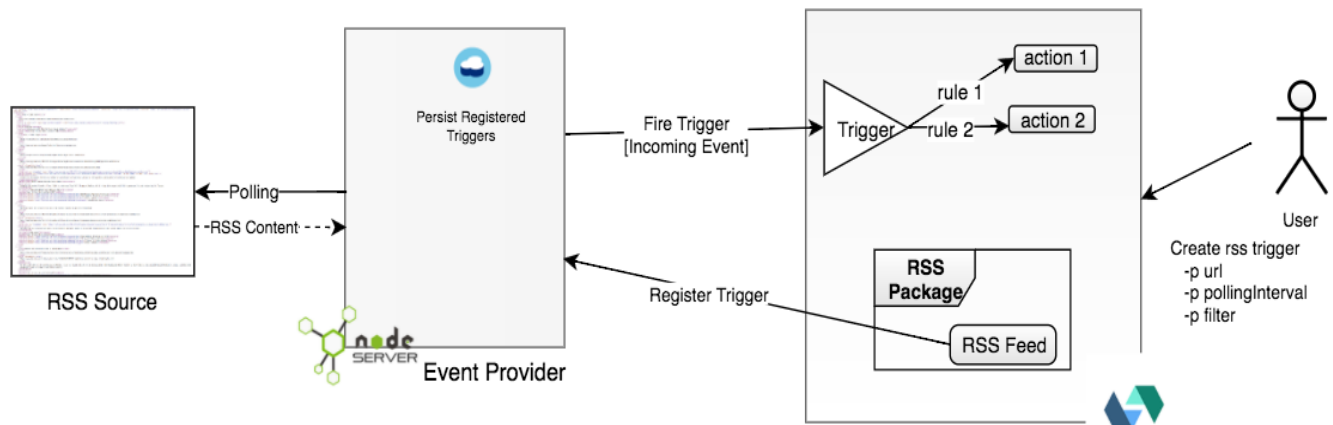 RSS Source
Polling
RSS Content
Persist Registered
Triggers
node
SERVER
Event Provider
Fire Trigger
[Incoming Event]
Register Trigger
Trigger
rule 1
rule 2
action 1
action 2
RSS
Package
RSS Feed
User
Create rss trigger
-p url
-p pollingInterval
-p filter